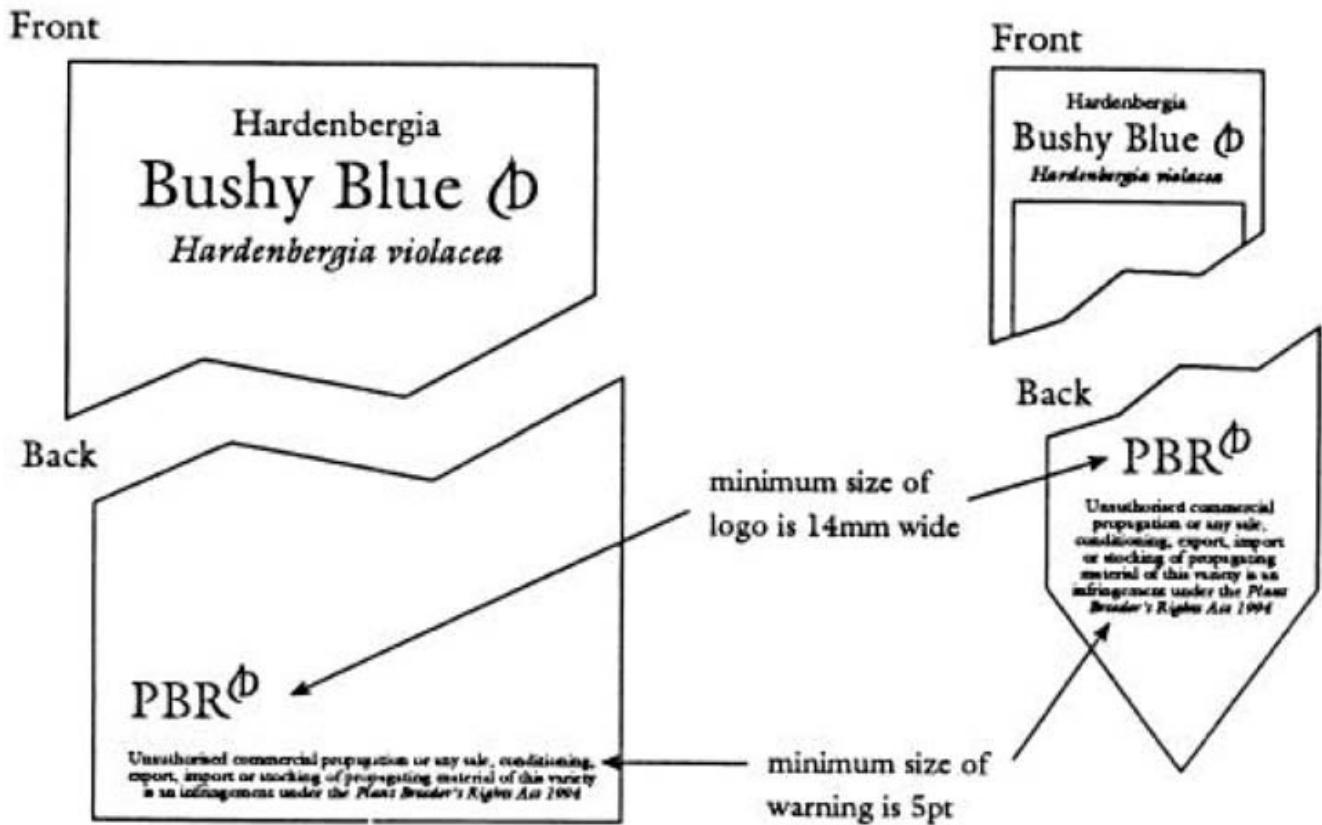 Front
Hardenbergia
Bushy Blue
Hardenbergia violacea
Back
PBR
Unauthorised commercial propagation or any sale, conditioning,
export, import or stocking of propagating material of this variety
is an infringement under the Plant Breeder's Rights Act 1994
minimum size of
logo is 14mm wide
minimum size of
warning is 5pt
Front
Hardenbergia
Bushy Blue
Hardenbergia violacea
Back
PBR
Unauthorised commercial
propagation or any sale,
conditioning, export, import
or stocking of propagating
material of this variety is an
infringement under the Plant
Breeder's Rights Act 1994